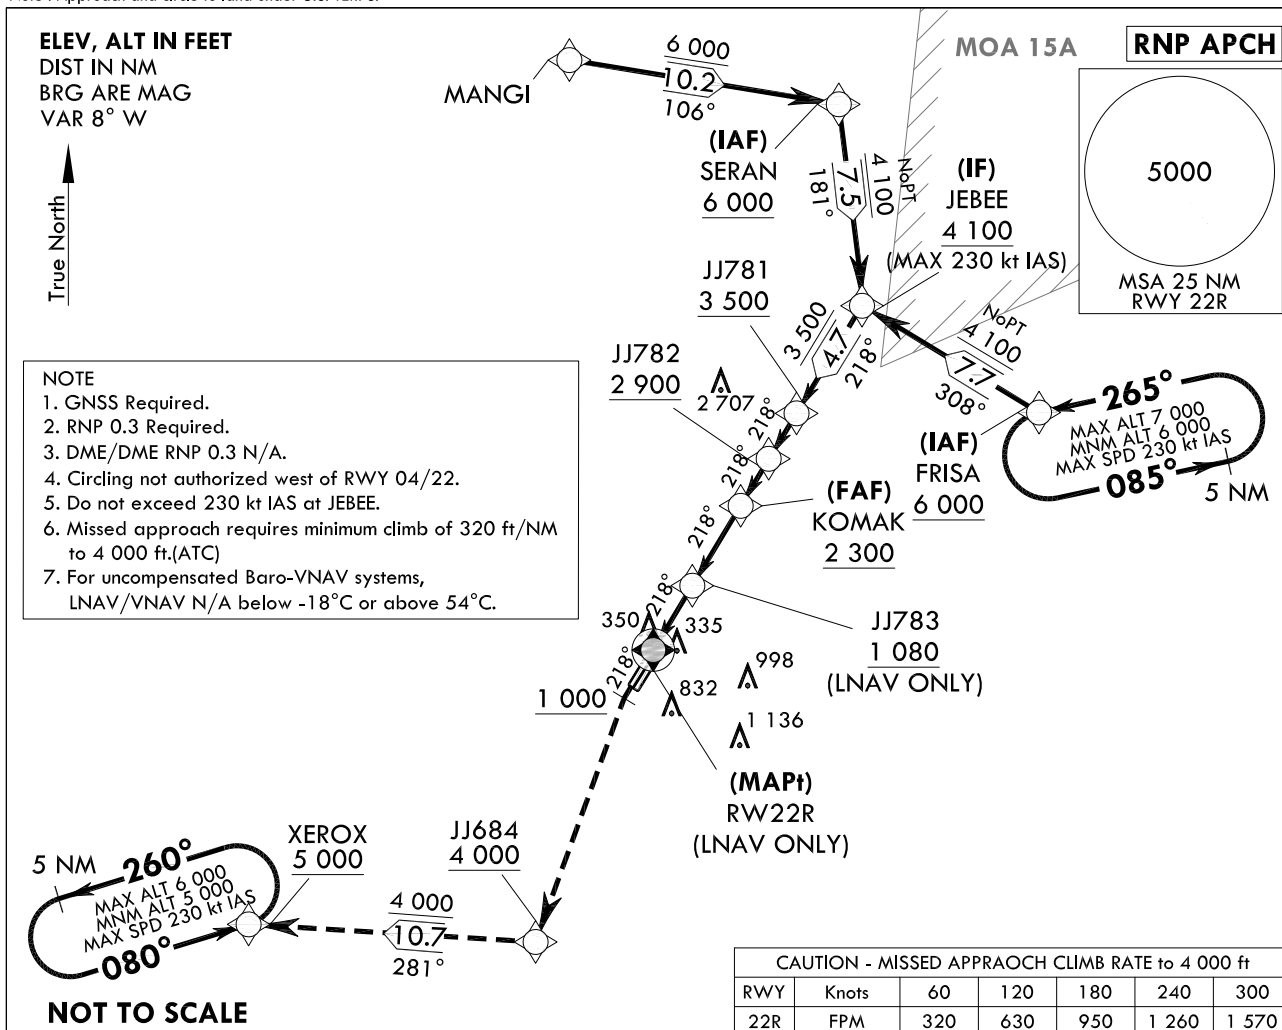 ELEV, ALT IN FEET
DIST IN NM
BRG ARE MAG
VAR 8° W
True North
MOA 15A
RNP APCH
5000
MSA 25 NM
RWY 22R
MANGI
6 000
10.2
106°
(IAF)
SERAN
6 000
NoPT
4 100
7.5
181°
(IF)
JEBEE
4 100
(MAX 230 kt IAS)
JJ781
3 500
3 500
4.7
218°
NoPT
4 100
7.7
308°
JJ782
2 900
2 707
218°
218°
(IAF)
FRISA
6 000
265°
MAX ALT 7 000
MNM ALT 6 000
MAX SPD 230 kt IAS
085°
5 NM
NOTE
1. GNSS Required.
2. RNP 0.3 Required.
3. DME/DME RNP 0.3 N/A.
4. Circling not authorized west of RWY 04/22.
5. Do not exceed 230 kt IAS at JEBEE.
6. Missed approach requires minimum climb of 320 ft/NM
to 4 000 ft.(ATC)
7. For uncompensated Baro-VNAV systems,
LNAV/VNAV N/A below -18°C or above 54°C.
(FAF)
KOMAK
2 300
218°
218°
JJ783
1 080
(LNAV ONLY)
350
335
218°
1 000
832
998
1 136
(MAPt)
RW22R
(LNAV ONLY)
XEROX
5 000
JJ684
4 000
5 NM
260°
MAX ALT 6 000
MNM ALT 5 000
MAX SPD 230 kt IAS
080°
4 000
10.7
281°
NOT TO SCALE
CAUTION - MISSED APPRAOCH CLIMB RATE to 4 000 ft
RWY Knots 60 120 180 240 300
22R FPM 320 630 950 1 260 1 570